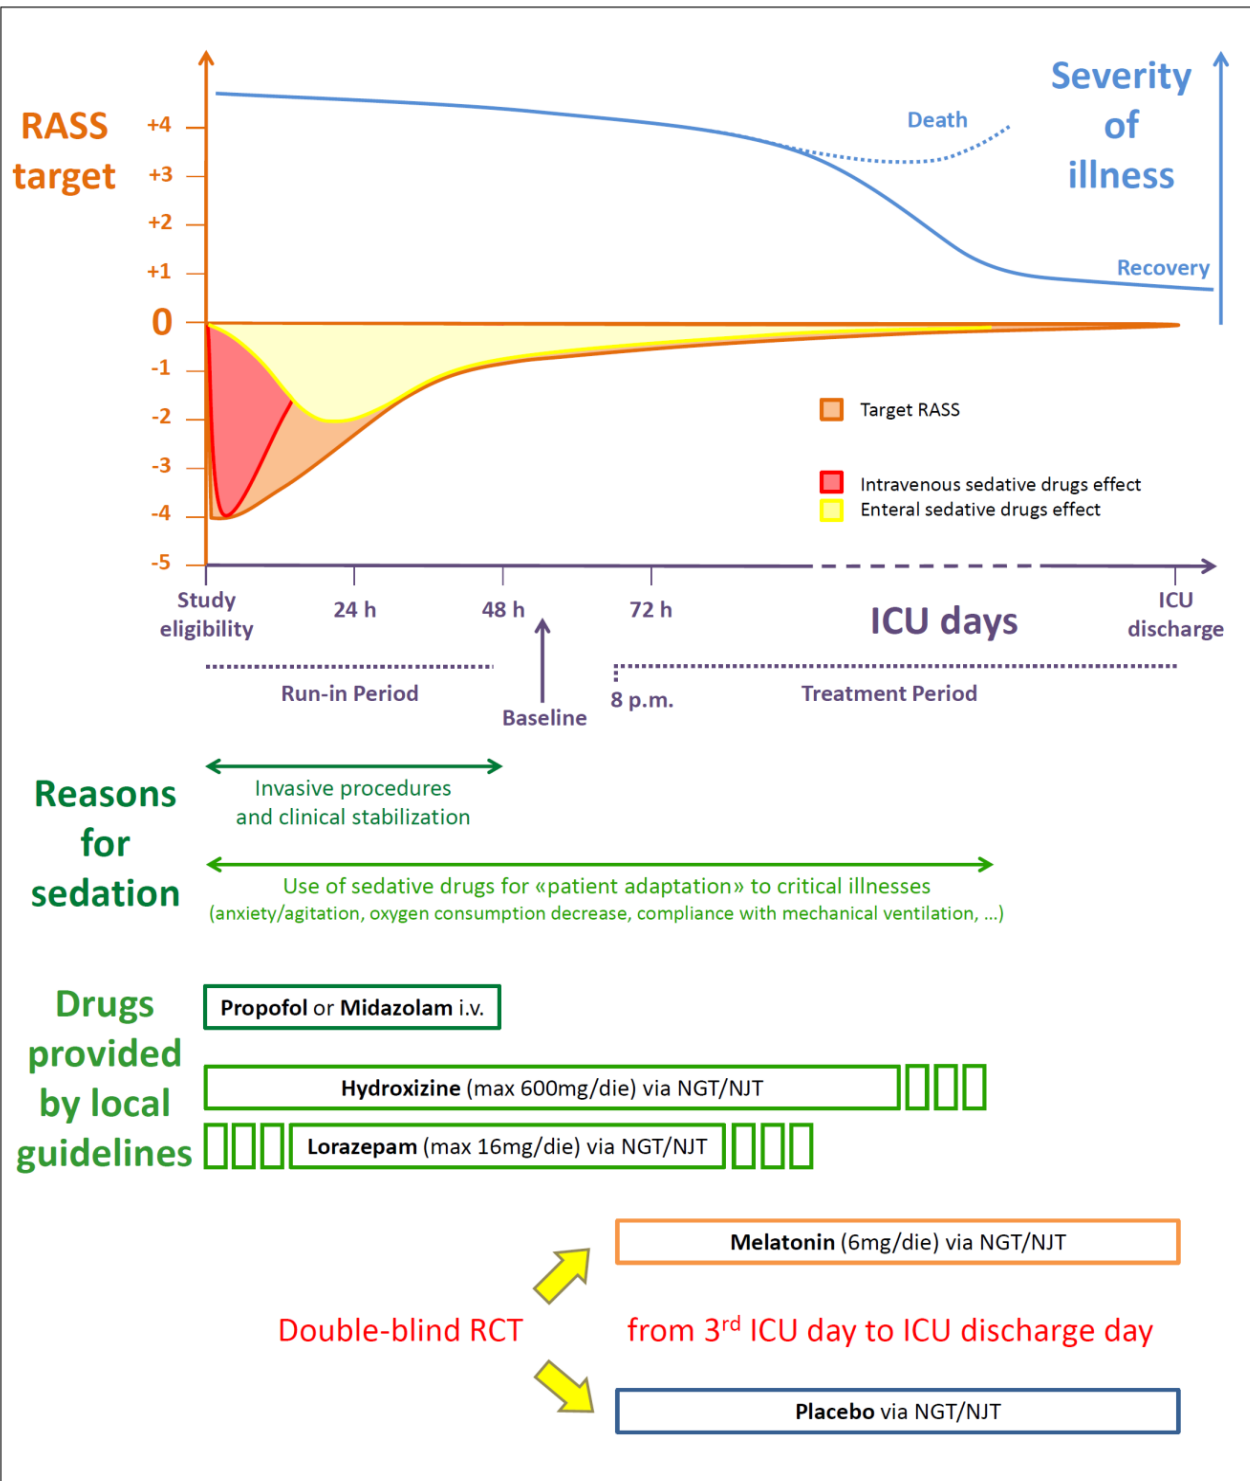 RASS
target
+4
+3
+2
+1
0
-1
-2
-3
-4
-5
Severity
of
illness
Death
Recovery
Target RASS
Intravenous sedative drugs effect
Enteral sedative drugs effect
Study
eligibility
24 h
48 h
72 h
ICU days
ICU
discharge
Run-in Period
Baseline
8 p.m.
Treatment Period
Reasons
for
sedation
Invasive procedures
and clinical stabilization
Use of sedative drugs for «patient adaptation» to critical illnesses
(anxiety/agitation, oxygen consumption decrease, compliance with mechanical ventilation, ...)
Drugs
provided
by local
guidelines
Propofol or Midazolam i.v.
Hydroxizine (max 600mg/die) via NGT/NJT
Lorazepam (max 16mg/die) via NGT/NJT
Melatonin (6mg/die) via NGT/NJT
Double-blind RCT
from 3rd ICU day to ICU discharge day
Placebo via NGT/NJT